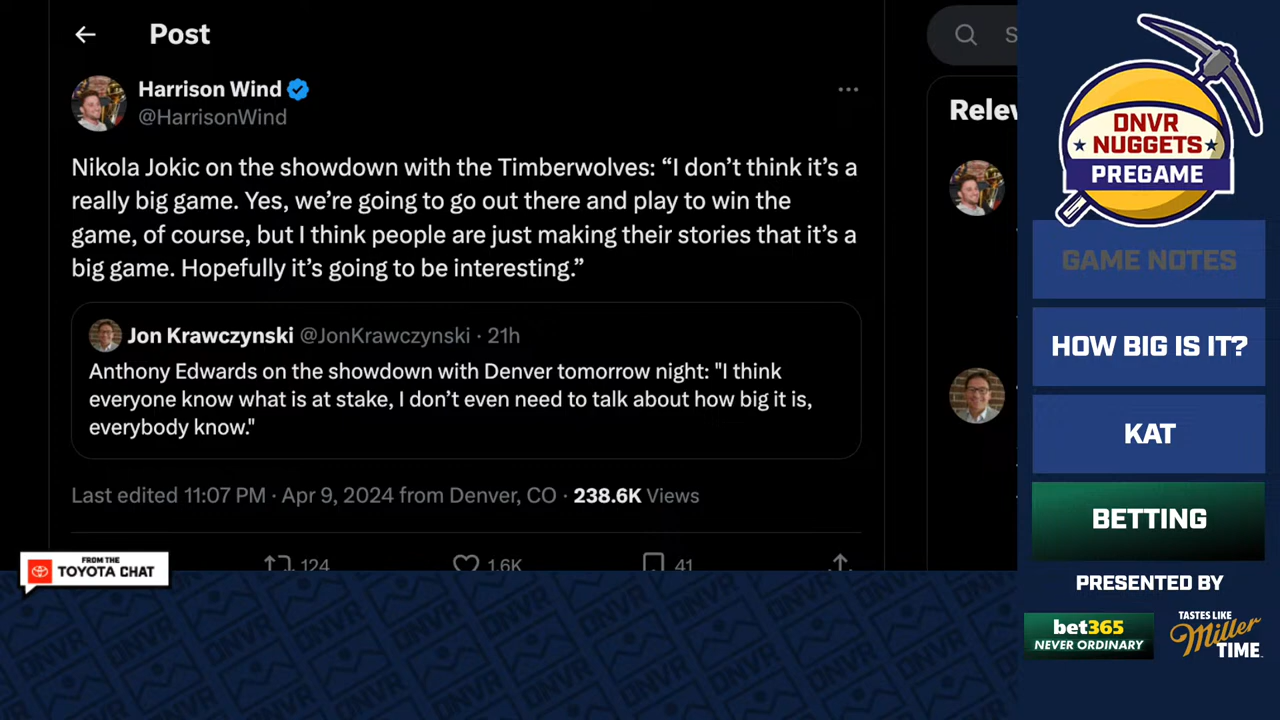 Post
Harrison Wind
@HarrisonWind
Nikola Jokic on the showdown with the Timberwolves: “I don’t think it’s a
really big game. Yes, we’re going to go out there and play to win the
game, of course, but I think people are just making their stories that it’s a
big game. Hopefully it’s going to be interesting.”
Jon Krawczynski @JonKrawczynski · 21h
Anthony Edwards on the showdown with Denver tomorrow night: "I think
everyone know what is at stake, I don’t even need to talk about how big it is,
everybody know."
Last edited 11:07 PM · Apr 9, 2024 from Denver, CO · 238.6K Views
124 1.6K 41
FROM THE
TOYOTA CHAT
DNVR
NUGGETS
PREGAME
GAME NOTES
HOW BIG IS IT?
KAT
BETTING
PRESENTED BY
bet365
NEVER ORDINARY
TASTES LIKE
Miller
TIME